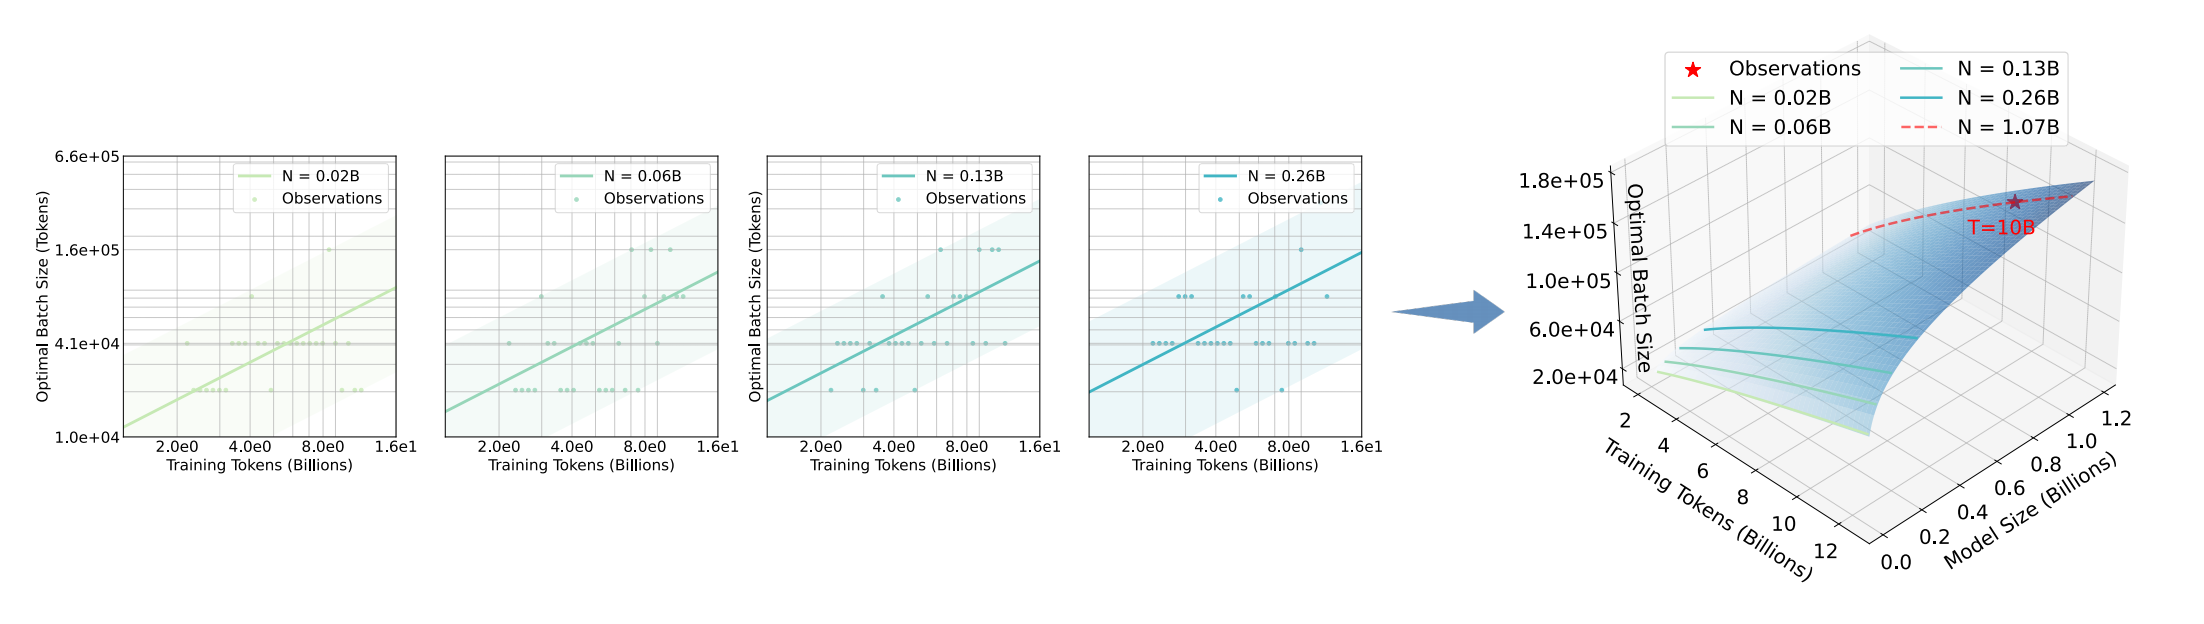 Optimal Batch Size (Tokens)
6.6e+05
1.6e+05
4.1e+04
1.0e+04
N = 0.02B
Observations
2.0e0 4.0e0 8.0e0 1.6e1
Training Tokens (Billions)
N = 0.06B
Observations
2.0e0 4.0e0 8.0e0 1.6e1
Training Tokens (Billions)
Optimal Batch Size (Tokens)
N = 0.13B
Observations
2.0e0 4.0e0 8.0e0 1.6e1
Training Tokens (Billions)
N = 0.26B
Observations
2.0e0 4.0e0 8.0e0 1.6e1
Training Tokens (Billions)
Observations
N = 0.02B
N = 0.06B
N = 0.13B
N = 0.26B
N = 1.07B
1.8e+05
1.4e+05
1.0e+05
6.0e+04
2.0e+04
Optimal Batch Size
T=10B
2 4 6 8 10 12
Training Tokens (Billions)
0.0 0.2 0.4 0.6 0.8 1.0 1.2
Model Size (Billions)